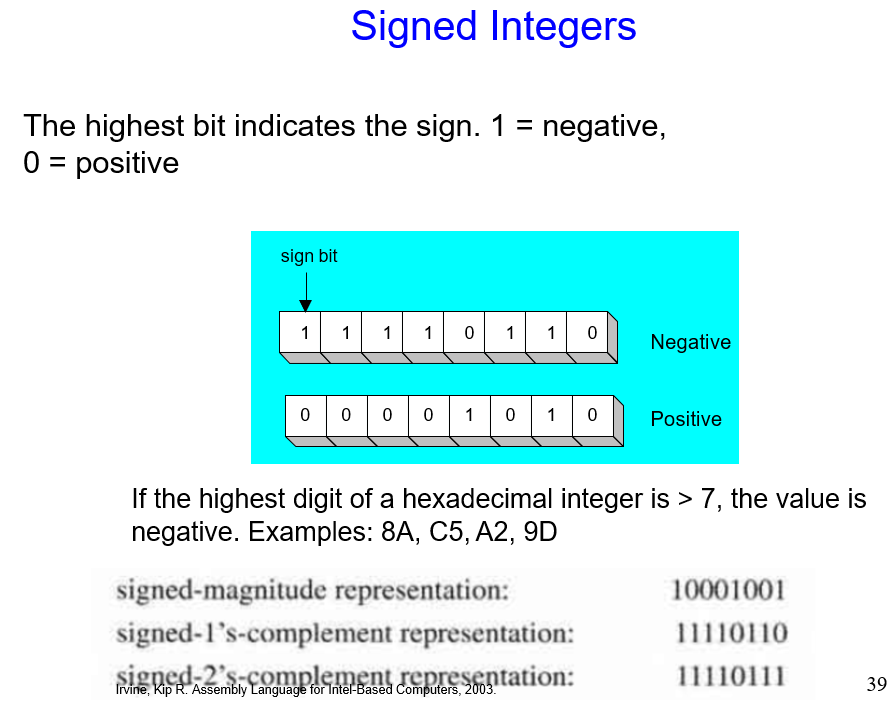 Signed Integers
The highest bit indicates the sign. 1 = negative,
0 = positive
sign bit
1 1 1 1 0 1 1 0 Negative
0 0 0 0 1 0 1 0 Positive
If the highest digit of a hexadecimal integer is > 7, the value is
negative. Examples: 8A, C5, A2, 9D
signed-magnitude representation: 10001001
signed-1's-complement representation: 11110110
signed-2's-complement representation: 11110111
Irvine, Kip R. Assembly Language for Intel-Based Computers, 2003.
39